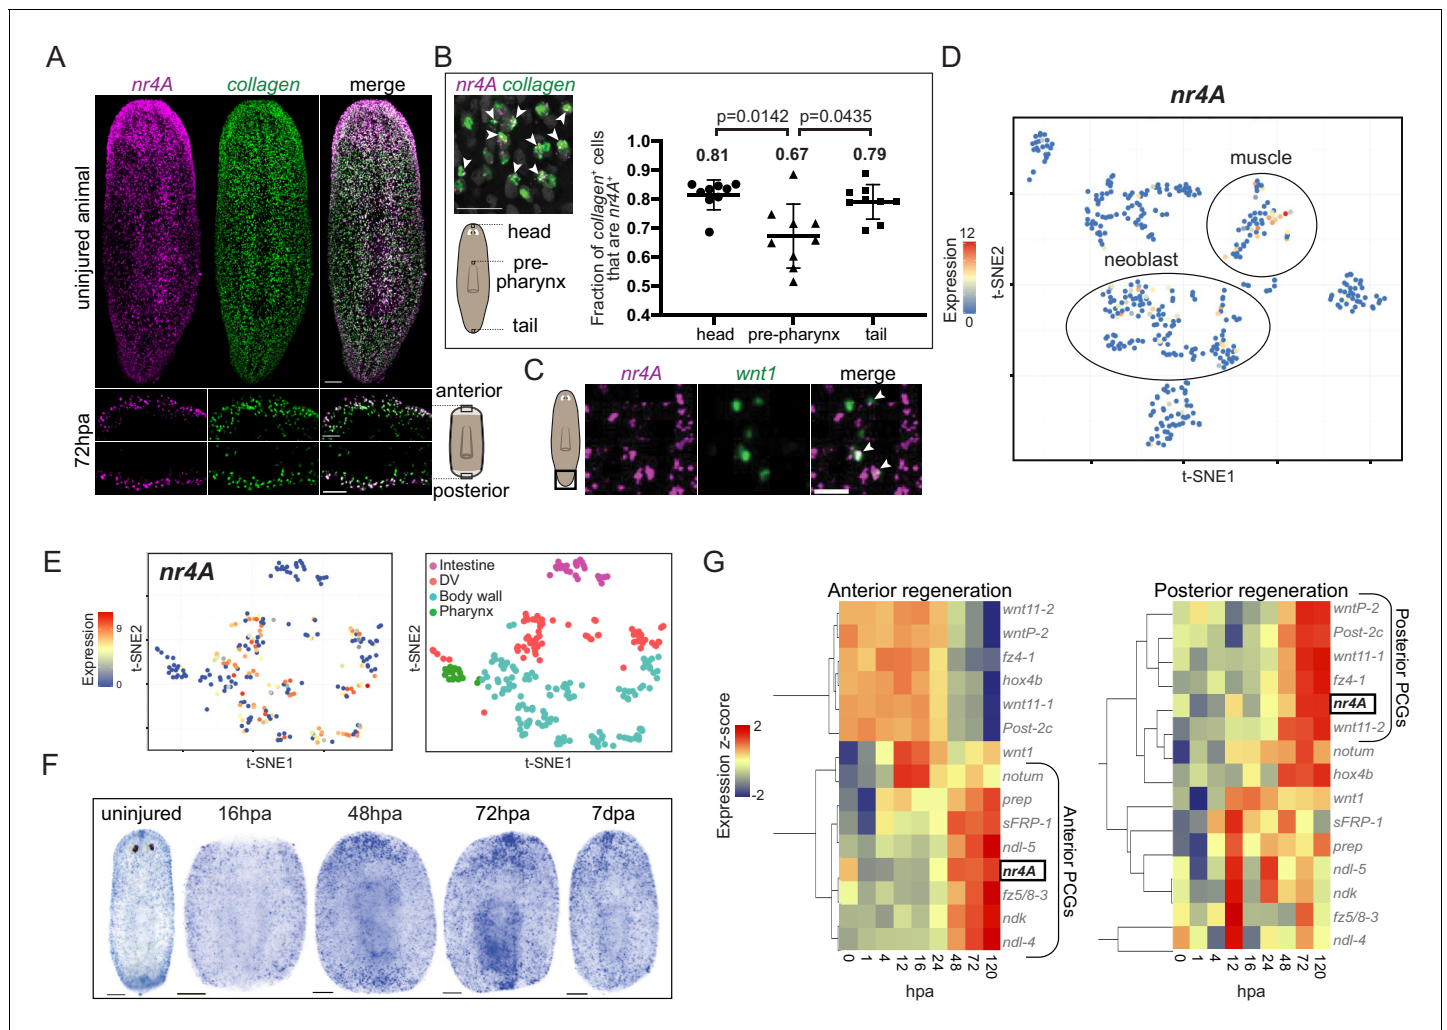 A
nr4A
collagen
merge
uninjured animal
72hpa
anterior
posterior
B
nr4A collagen
head
pre-
pharynx
tail
p=0.0142
p=0.0435
0.81
0.67
0.79
Fraction of collagen+ cells
that are nr4A+
1.0
0.9
0.8
0.7
0.6
0.5
0.4
head
pre-pharynx
tail
C
nr4A
wnt1
merge
D
nr4A
muscle
neoblast
Expression
12
0
t-SNE2
t-SNE1
E
nr4A
Expression
9
0
t-SNE2
t-SNE1
Intestine
DV
Body wall
Pharynx
t-SNE2
t-SNE1
F
uninjured
16hpa
48hpa
72hpa
7dpa
G
Anterior regeneration
wnt11-2
wntP-2
fz4-1
hox4b
wnt11-1
Post-2c
wnt1
notum
prep
sFRP-1
ndl-5
nr4A
fz5/8-3
ndk
ndl-4
Anterior PCGs
Expression z-score
2
-2
0 1 4 12 16 24 48 72 120
hpa
Posterior regeneration
wntP-2
Post-2c
wnt11-1
fz4-1
nr4A
wnt11-2
notum
hox4b
wnt1
sFRP-1
prep
ndl-5
ndk
fz5/8-3
ndl-4
Posterior PCGs
0 1 4 12 16 24 48 72 120
hpa